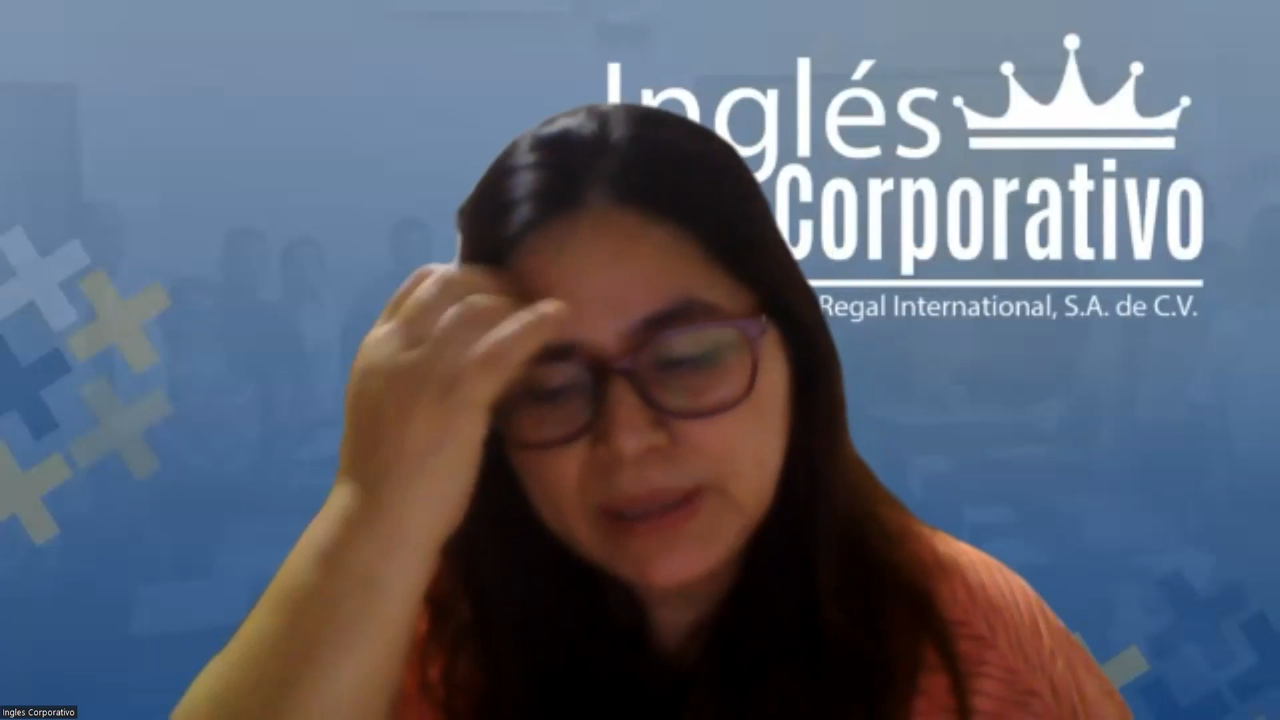 Inglés
Corporativo
Regal International, S.A. de C.V.
Ingles Corporativo